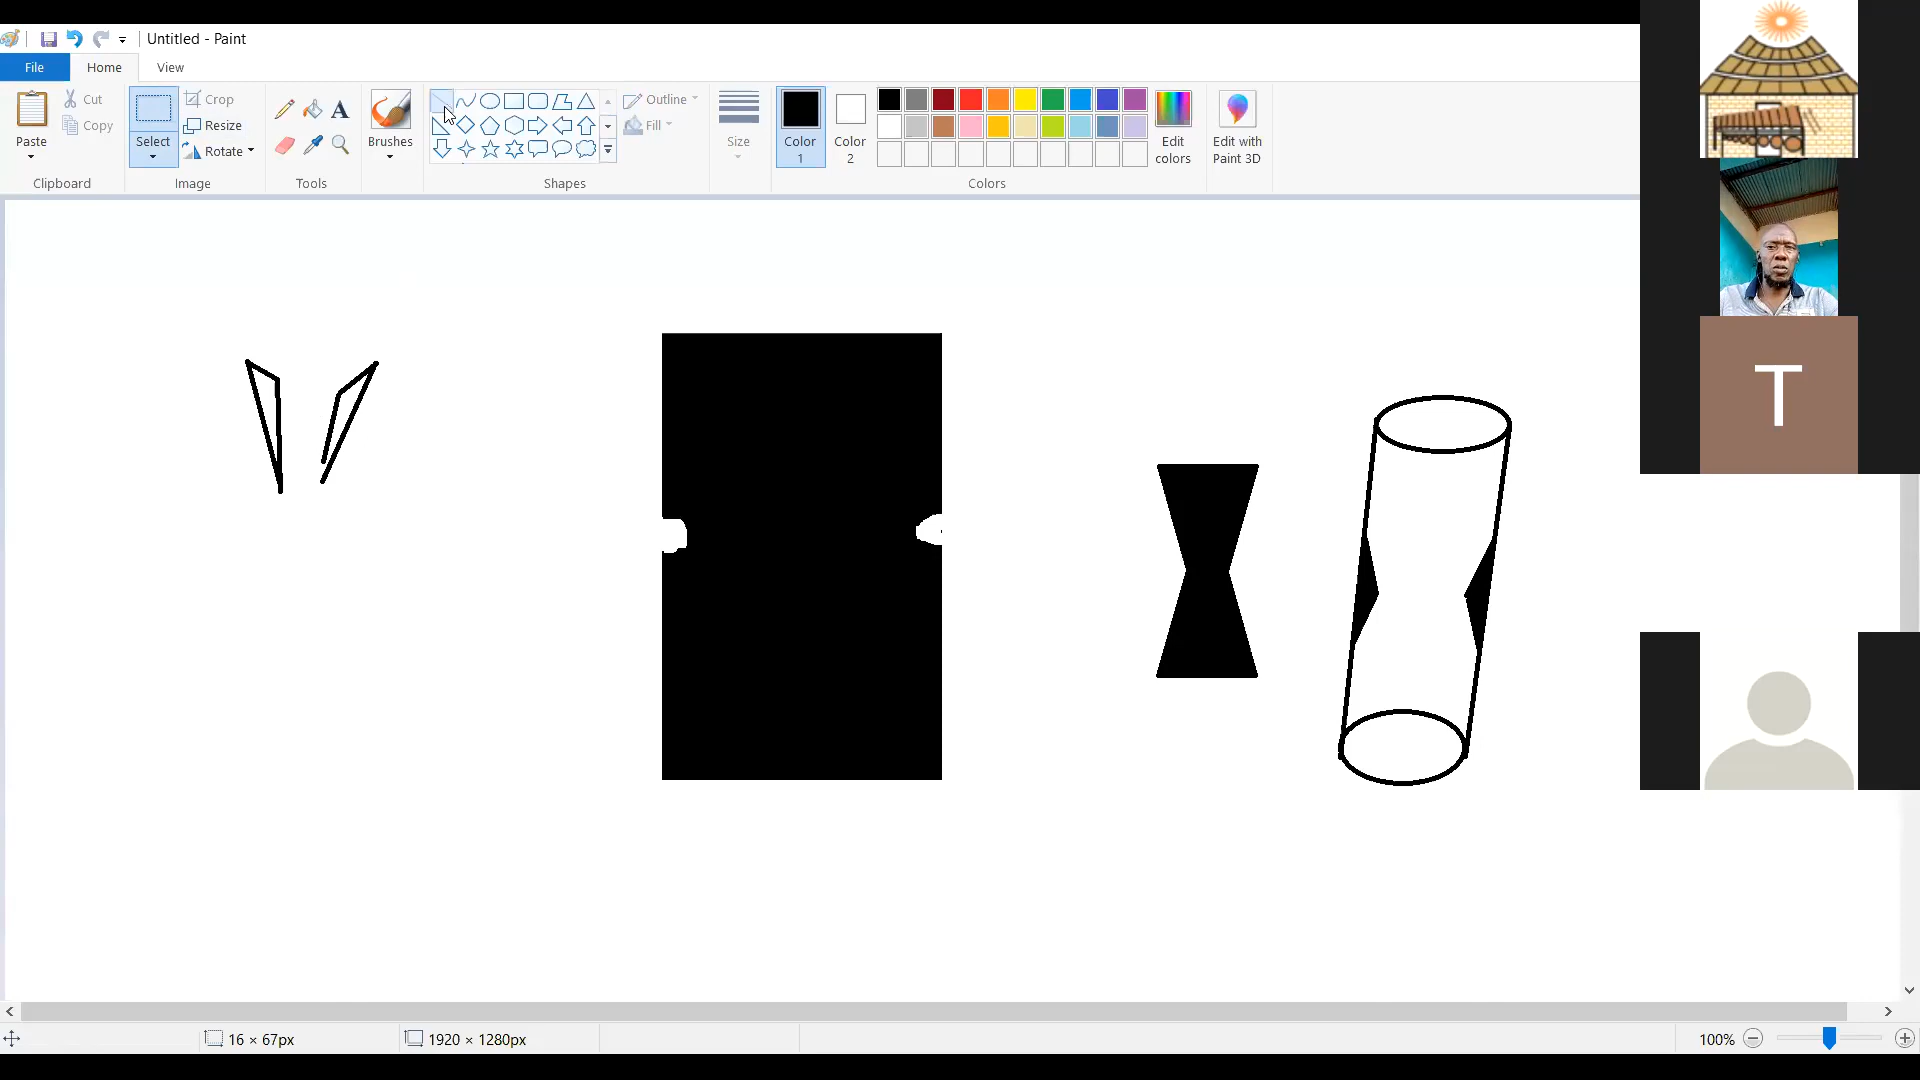 Untitled - Paint
File
Home
View
Paste
Cut
Copy
Clipboard
Select
Crop
Resize
Rotate
Image
A
Tools
Brushes
Shapes
Outline
Fill
Size
Color
1
Color
2
Colors
Edit
colors
Edit with
Paint 3D
T
16 × 67px
1920 × 1280px
100%